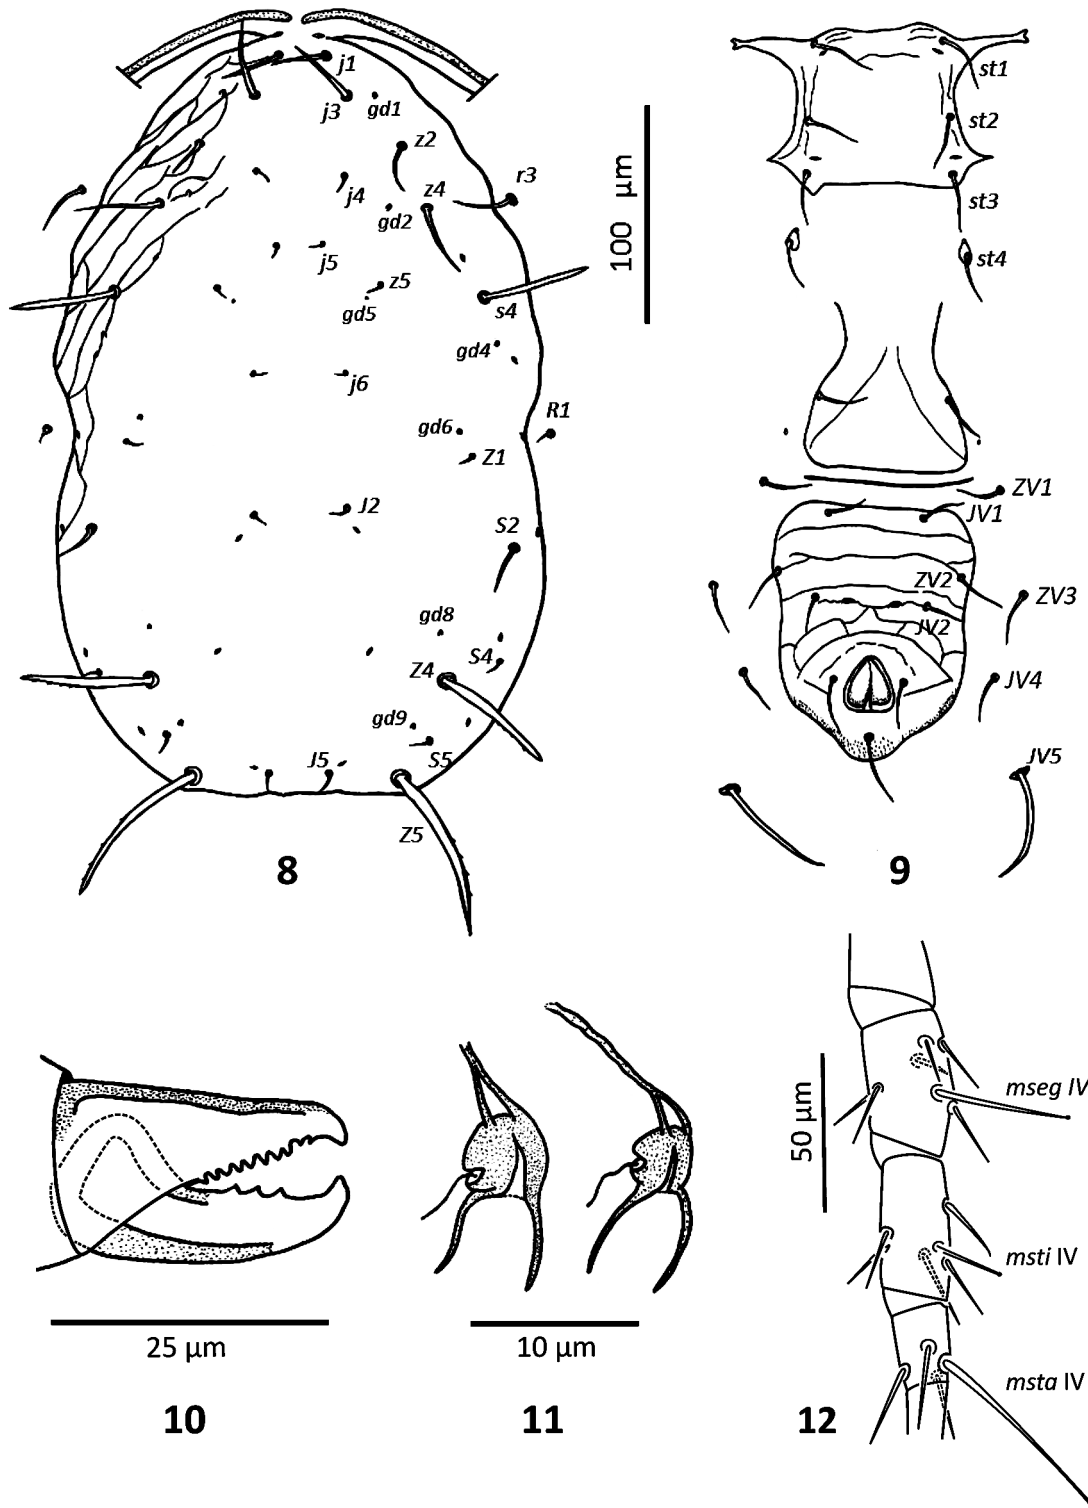 j1
j3
gd1
z2
j4
z4
r3
gd2
j5
z5
gd5
s4
gd4
j6
gd6
R1
Z1
J2
S2
gd8
S4
Z4
gd9
S5
J5
Z5
8
100 µm
st1
st2
st3
st4
ZV1
JV1
ZV2
ZV3
JV2
JV4
JV5
9
25 µm
10
10 µm
11
50 µm
mseg IV
msti IV
msta IV
12